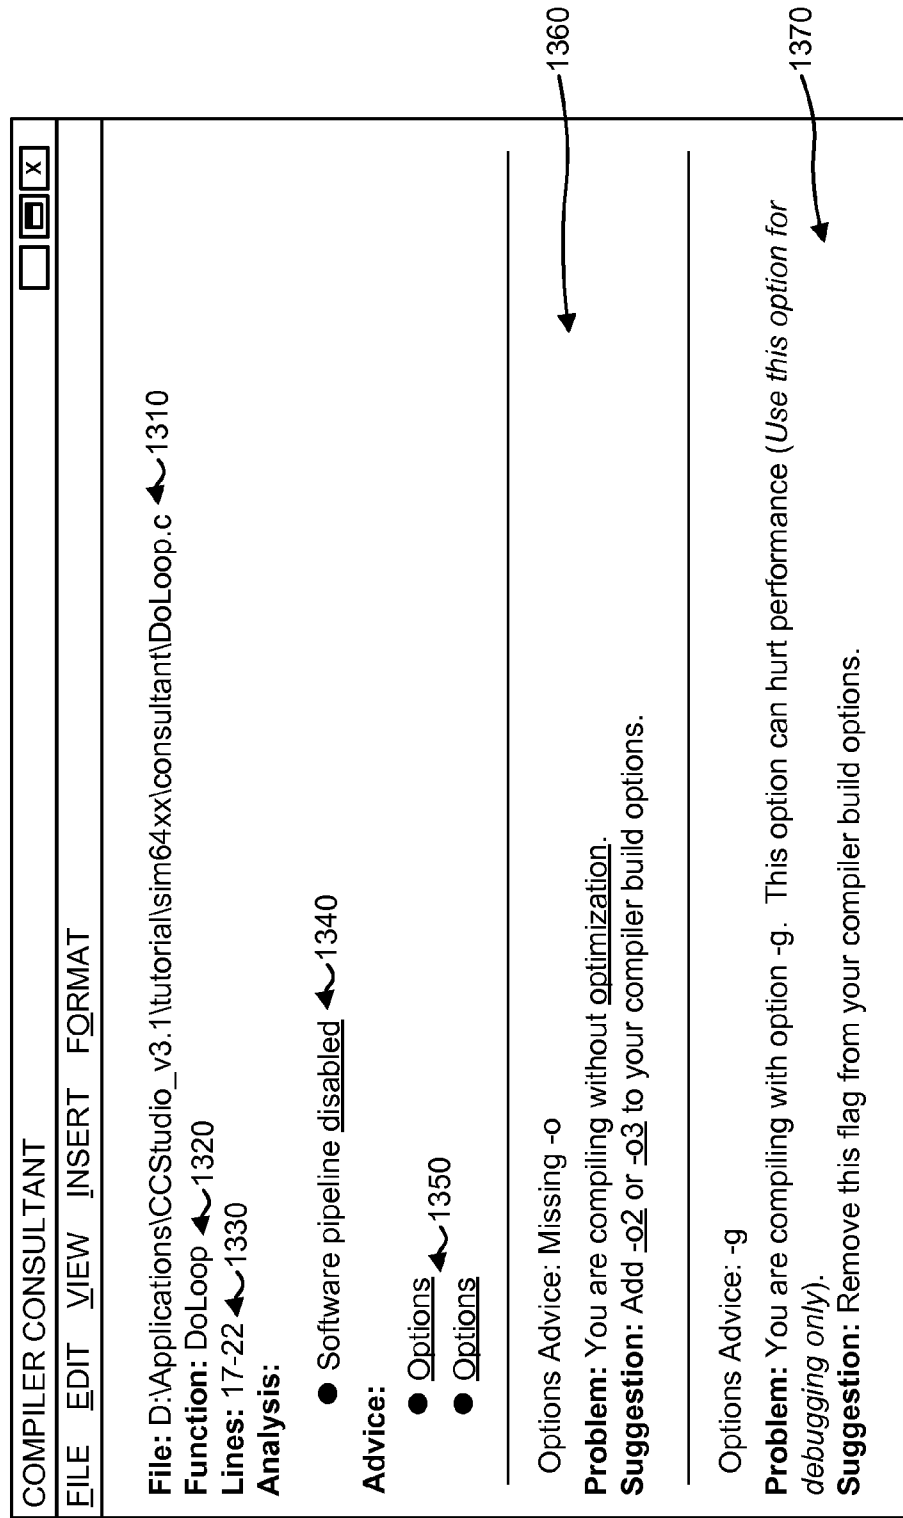 COMPILER CONSULTANT
X
FILE EDIT VIEW INSERT FORMAT
File: D:\Applications\CCStudio_v3.1\tutorial\sim64xx\consultant\DoLoop.c 1310
Function: DoLoop 1320
Lines: 17-22 1330
Analysis:
● Software pipeline disabled 1340
Advice:
● Options 1350
● Options
1360
Options Advice: Missing -o
Problem: You are compiling without optimization.
Suggestion: Add -o2 or -o3 to your compiler build options.
1370
Options Advice: -g
Problem: You are compiling with option -g. This option can hurt performance (Use this option for
debugging only).
Suggestion: Remove this flag from your compiler build options.